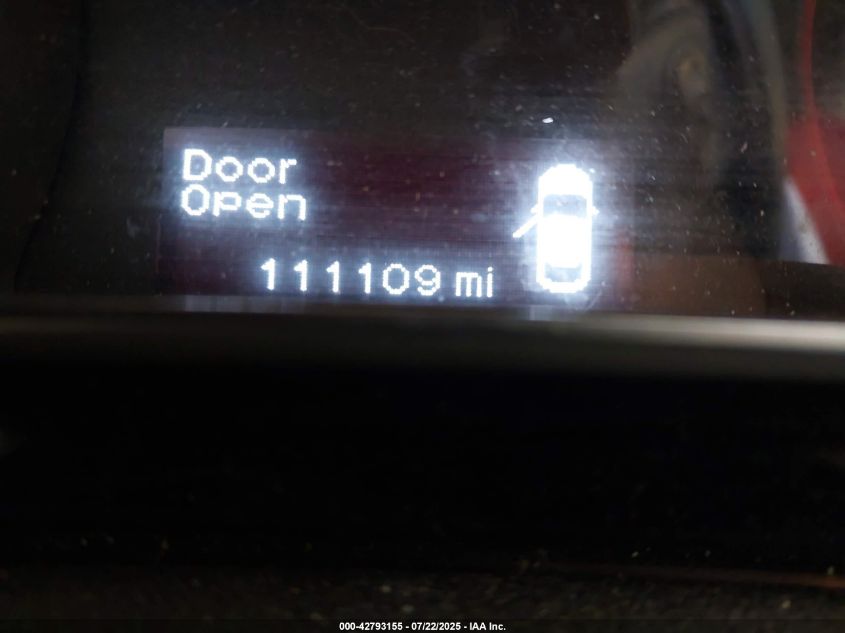 Door
Open
111109 mi
000-42793155 - 07/22/2025 - IAA Inc.